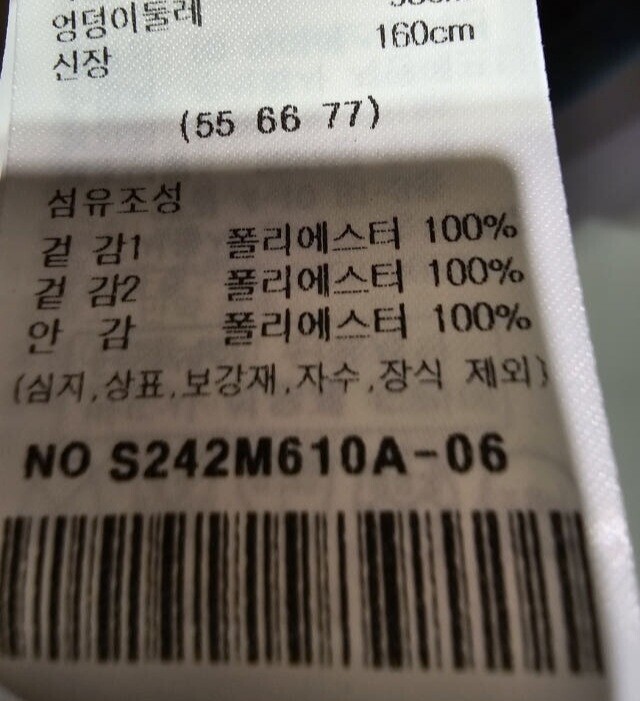 엉덩이둘레
신장 160cm
(55 66 77)
섬유조성
겉 감1 폴리에스터 100%
겉 감2 폴리에스터 100%
안 감 폴리에스터 100%
(심지,상표,보강재,자수,장식 제외)
NO S242M610A-06